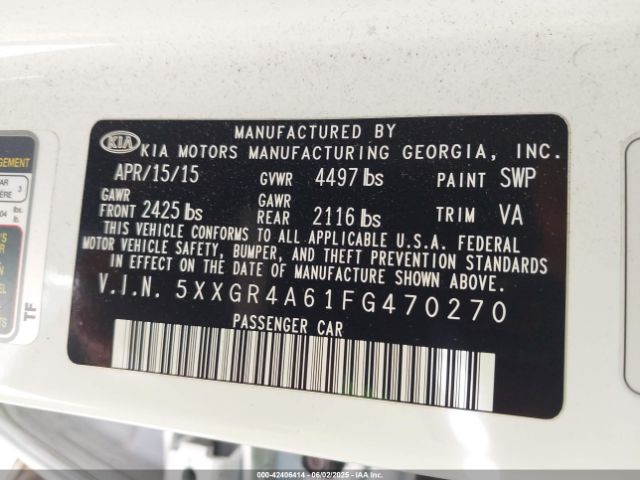 KIA
MANUFACTURED BY
KIA MOTORS MANUFACTURING GEORGIA, INC.
APR/15/15 GVWR 4497 lbs PAINT SWP
GAWR FRONT 2425 lbs GAWR REAR 2116 lbs TRIM VA
THIS VEHICLE CONFORMS TO ALL APPLICABLE U.S.A. FEDERAL
MOTOR VEHICLE SAFETY, BUMPER, AND THEFT PREVENTION STANDARDS
IN EFFECT ON THE DATE OF MANUFACTURE SHOWN ABOVE.
V.I.N. 5XXGR4A61FG470270
PASSENGER CAR
TF
000-42406414 - 06/02/2025 - IAAI.COM